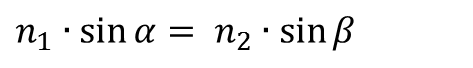 n₁ · sin α = n₂ · sin β